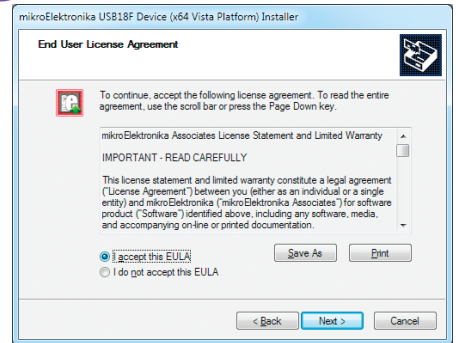 mikroElektronika USB18F Device (x64 Vista Platform) Installer
End User License Agreement
To continue, accept the following license agreement. To read the entire
agreement, use the scroll bar or press the Page Down key.
mikroElektronika Associates License Statement and Limited Warranty
IMPORTANT - READ CAREFULLY
This license statement and limited warranty constitute a legal agreement
("License Agreement") between you (either as an individual or a single
entity) and mikroElektronika ("mikroElektronika Associates") for software
product ("Software") identified above, including any software, media,
and accompanying on-line or printed documentation.
I accept this EULA
Save As
Print
I do not accept this EULA
< Back
Next >
Cancel